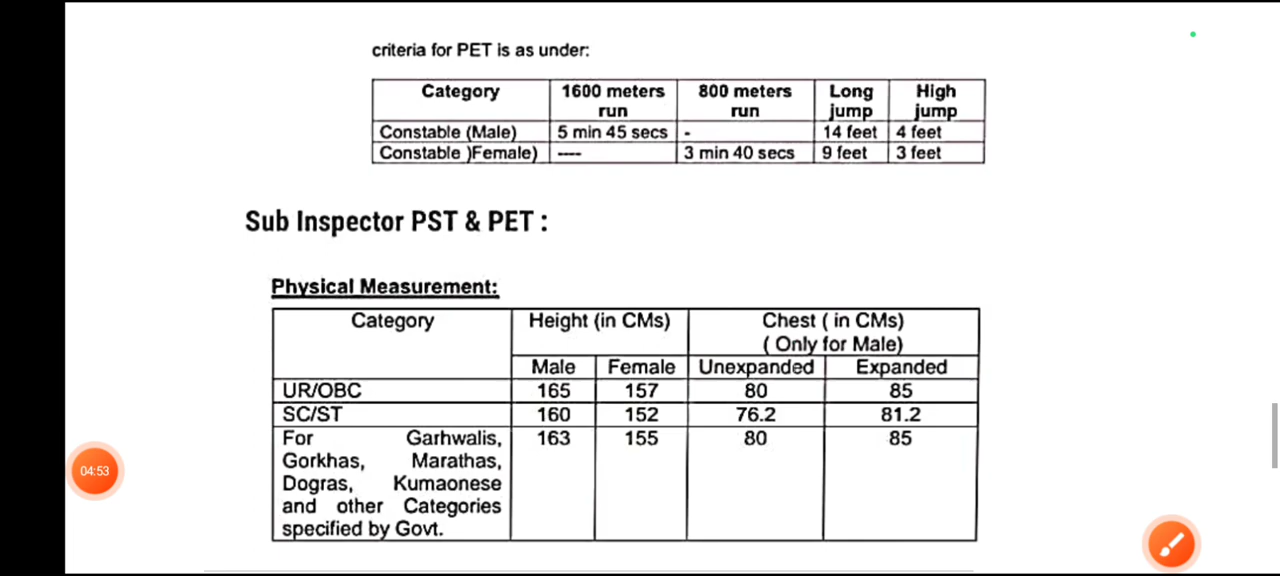 criteria for PET is as under:
Category 1600 meters run 800 meters run Long jump High jump
Constable (Male) 5 min 45 secs - 14 feet 4 feet
Constable )Female) ---- 3 min 40 secs 9 feet 3 feet
Sub Inspector PST & PET :
Physical Measurement:
Category Height (in CMs) Chest ( in CMs)
( Only for Male)
Male Female Unexpanded Expanded
UR/OBC 165 157 80 85
SC/ST 160 152 76.2 81.2
For Garhwalis, 163 155 80 85
Gorkhas, Marathas,
Dogras, Kumaonese
and other Categories
specified by Govt.
04:53